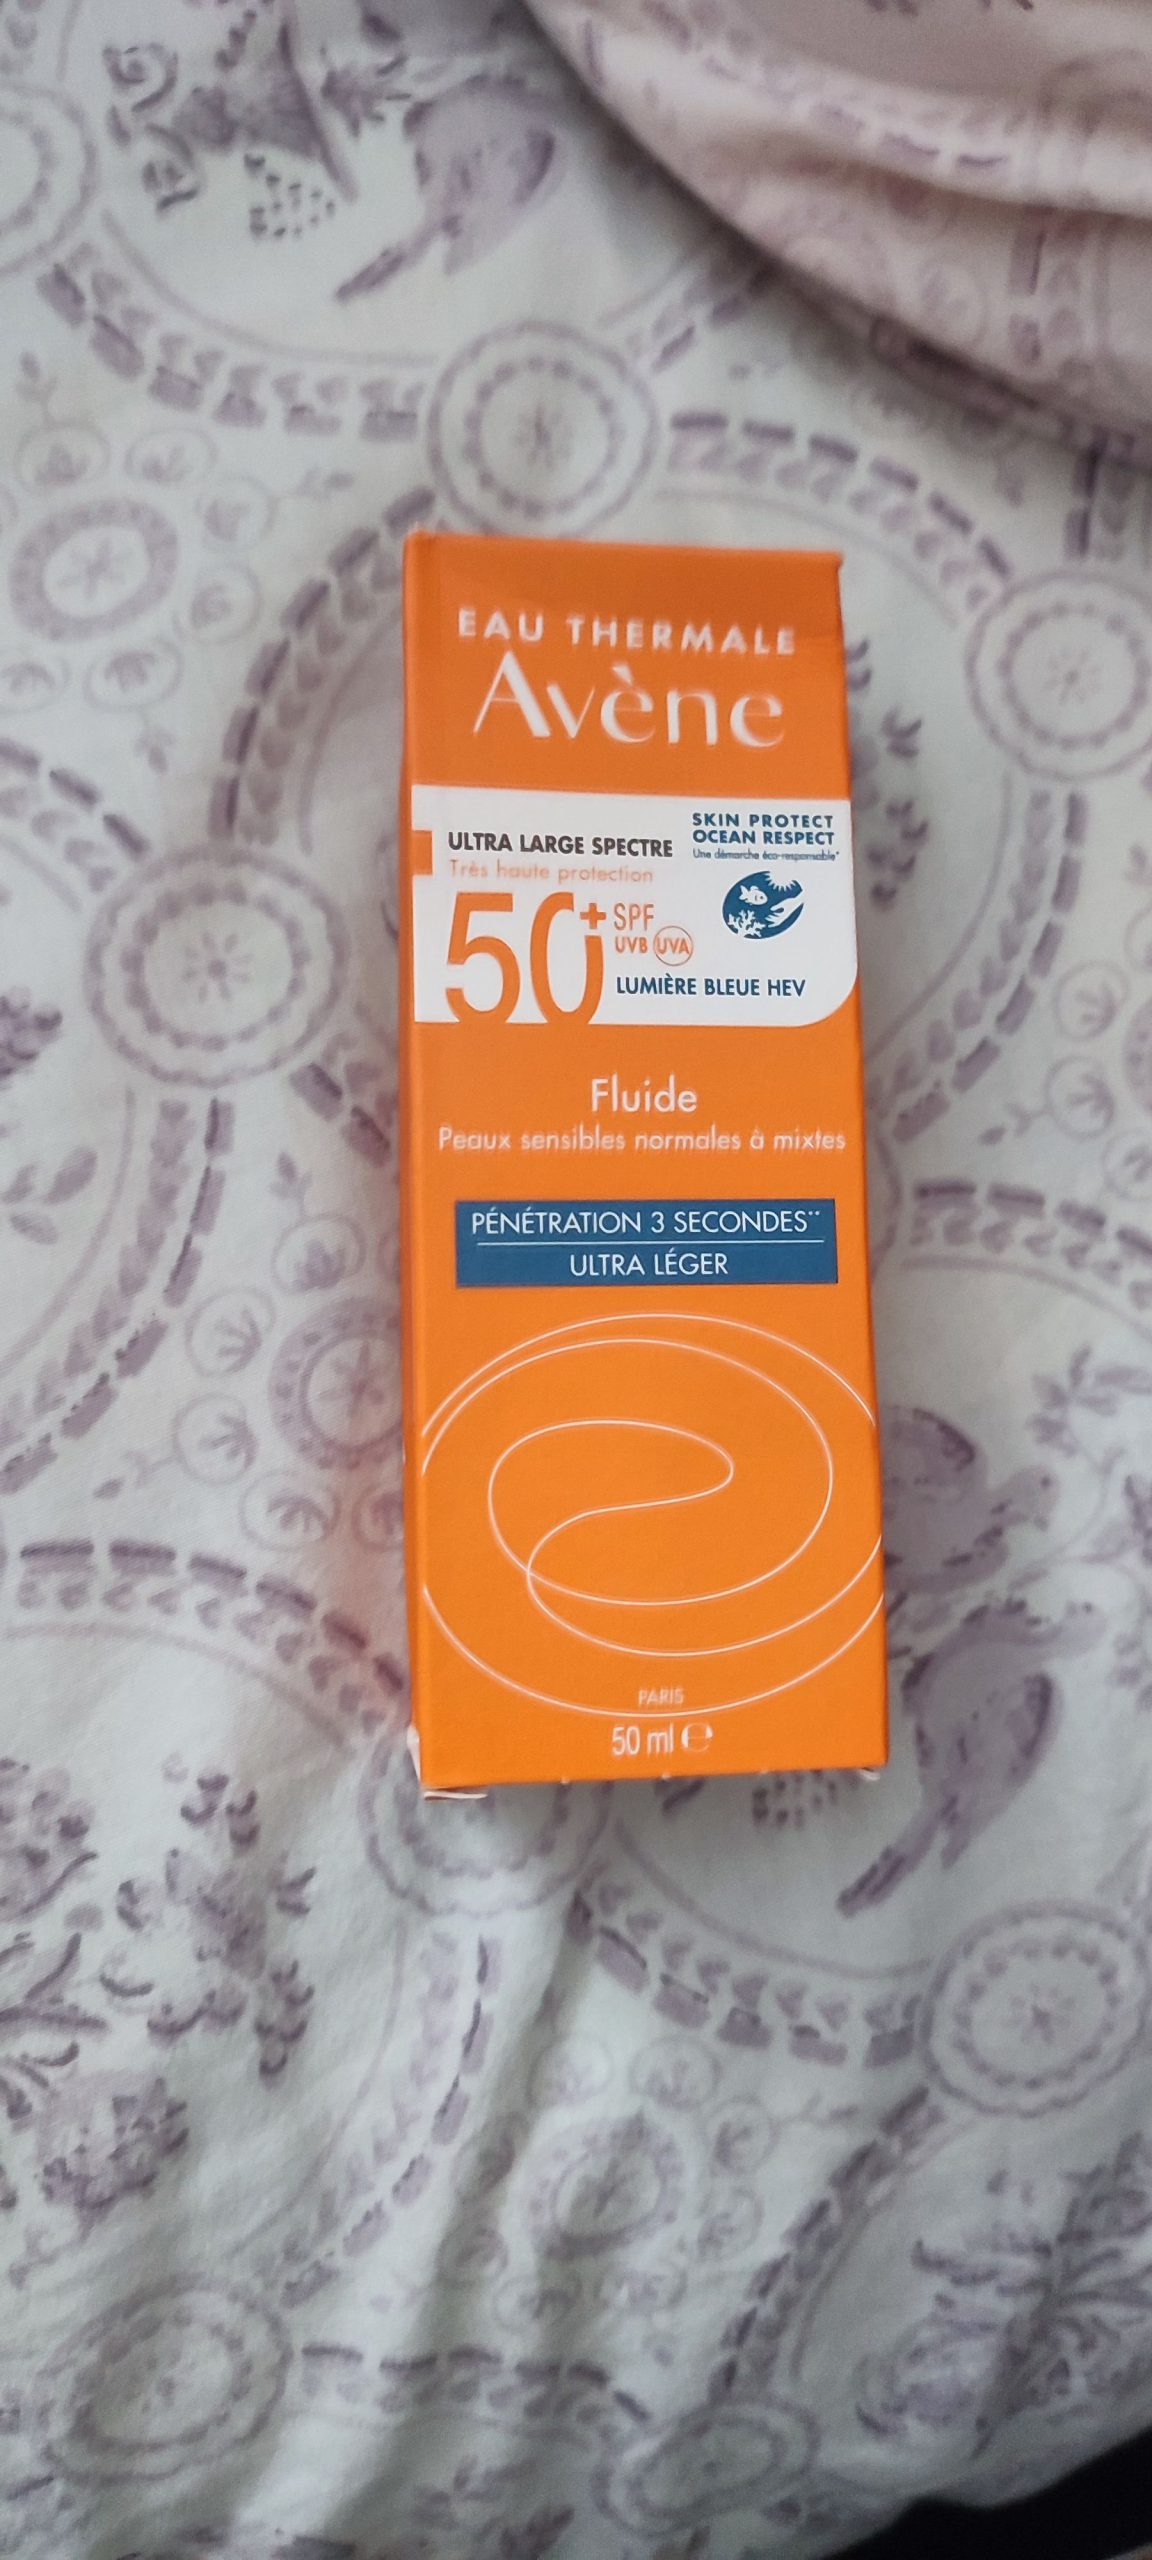 EAU THERMALE
Avène
ULTRA LARGE SPECTRE
Très haute protection
50+ SPF
UVB UVA
LUMIÈRE BLEUE HEV
SKIN PROTECT
OCEAN RESPECT
Une démarche éco-responsable*
Fluide
Peaux sensibles normales à mixtes
PÉNÉTRATION 3 SECONDES**
ULTRA LÉGER
PARIS
50 ml e